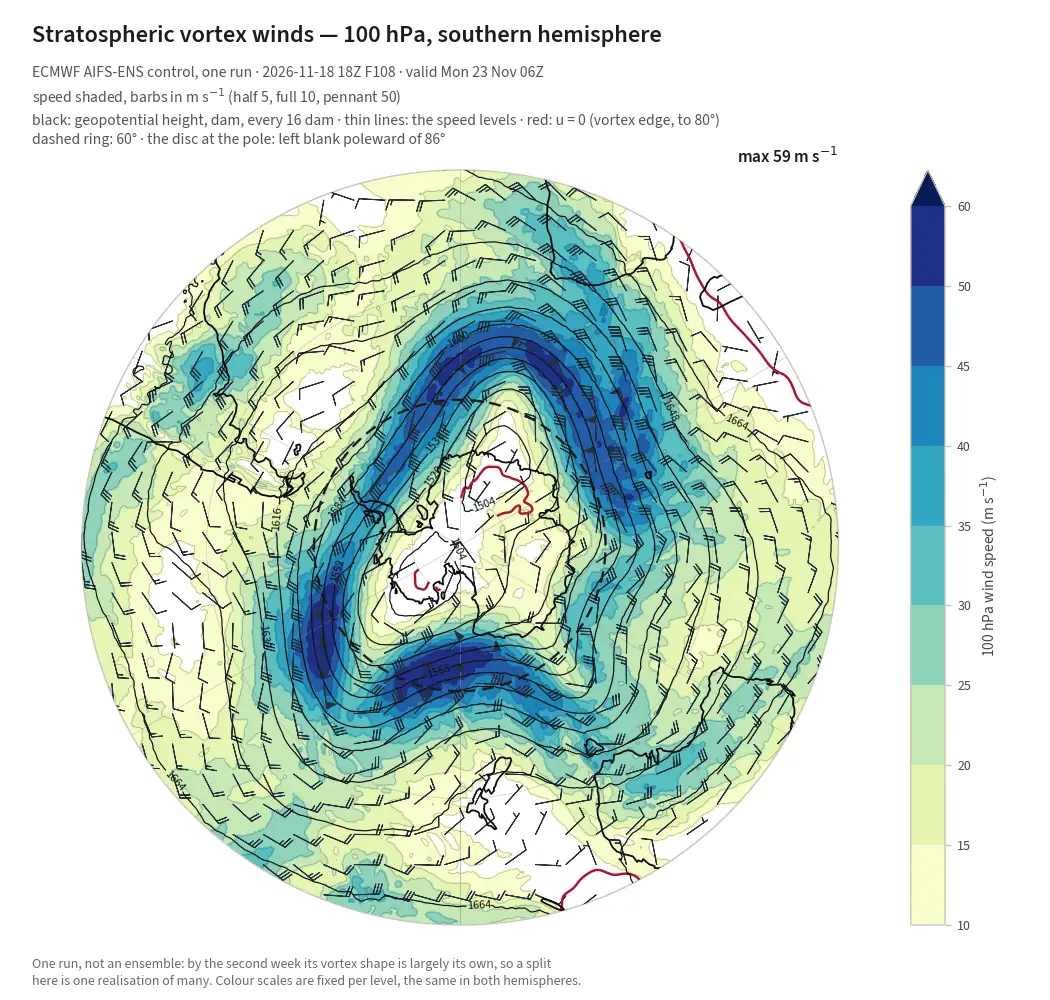 Stratospheric vortex winds — 100 hPa, southern hemisphere
ECMWF AIFS-ENS control, one run · 2026-11-18 18Z F108 · valid Mon 23 Nov 06Z
speed shaded, barbs in m s⁻¹ (half 5, full 10, pennant 50)
black: geopotential height, dam, every 16 dam · thin lines: the speed levels · red: u = 0 (vortex edge, to 80°)
dashed ring: 60° · the disc at the pole: left blank poleward of 86°
max 59 m s⁻¹
60
50
45
40
35
30
25
20
15
10
100 hPa wind speed (m s⁻¹)
1648
1664
1504
1616
1504
1552
1568
1664
1664
One run, not an ensemble: by the second week its vortex shape is largely its own, so a split
here is one realisation of many. Colour scales are fixed per level, the same in both hemispheres.